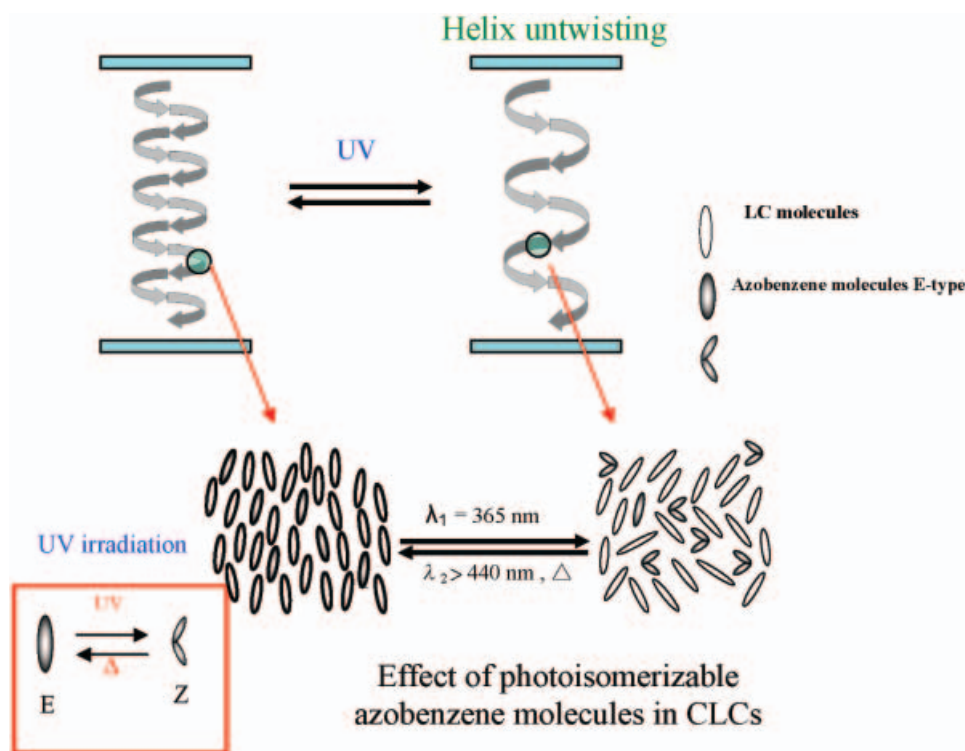 Helix untwisting
UV
LC molecules
Azobenzene molecules E-type
λ₁ = 365 nm
UV irradiation
λ₂> 440 nm , △
UV
Δ
E
Z
Effect of photoisomerizable
azobenzene molecules in CLCs